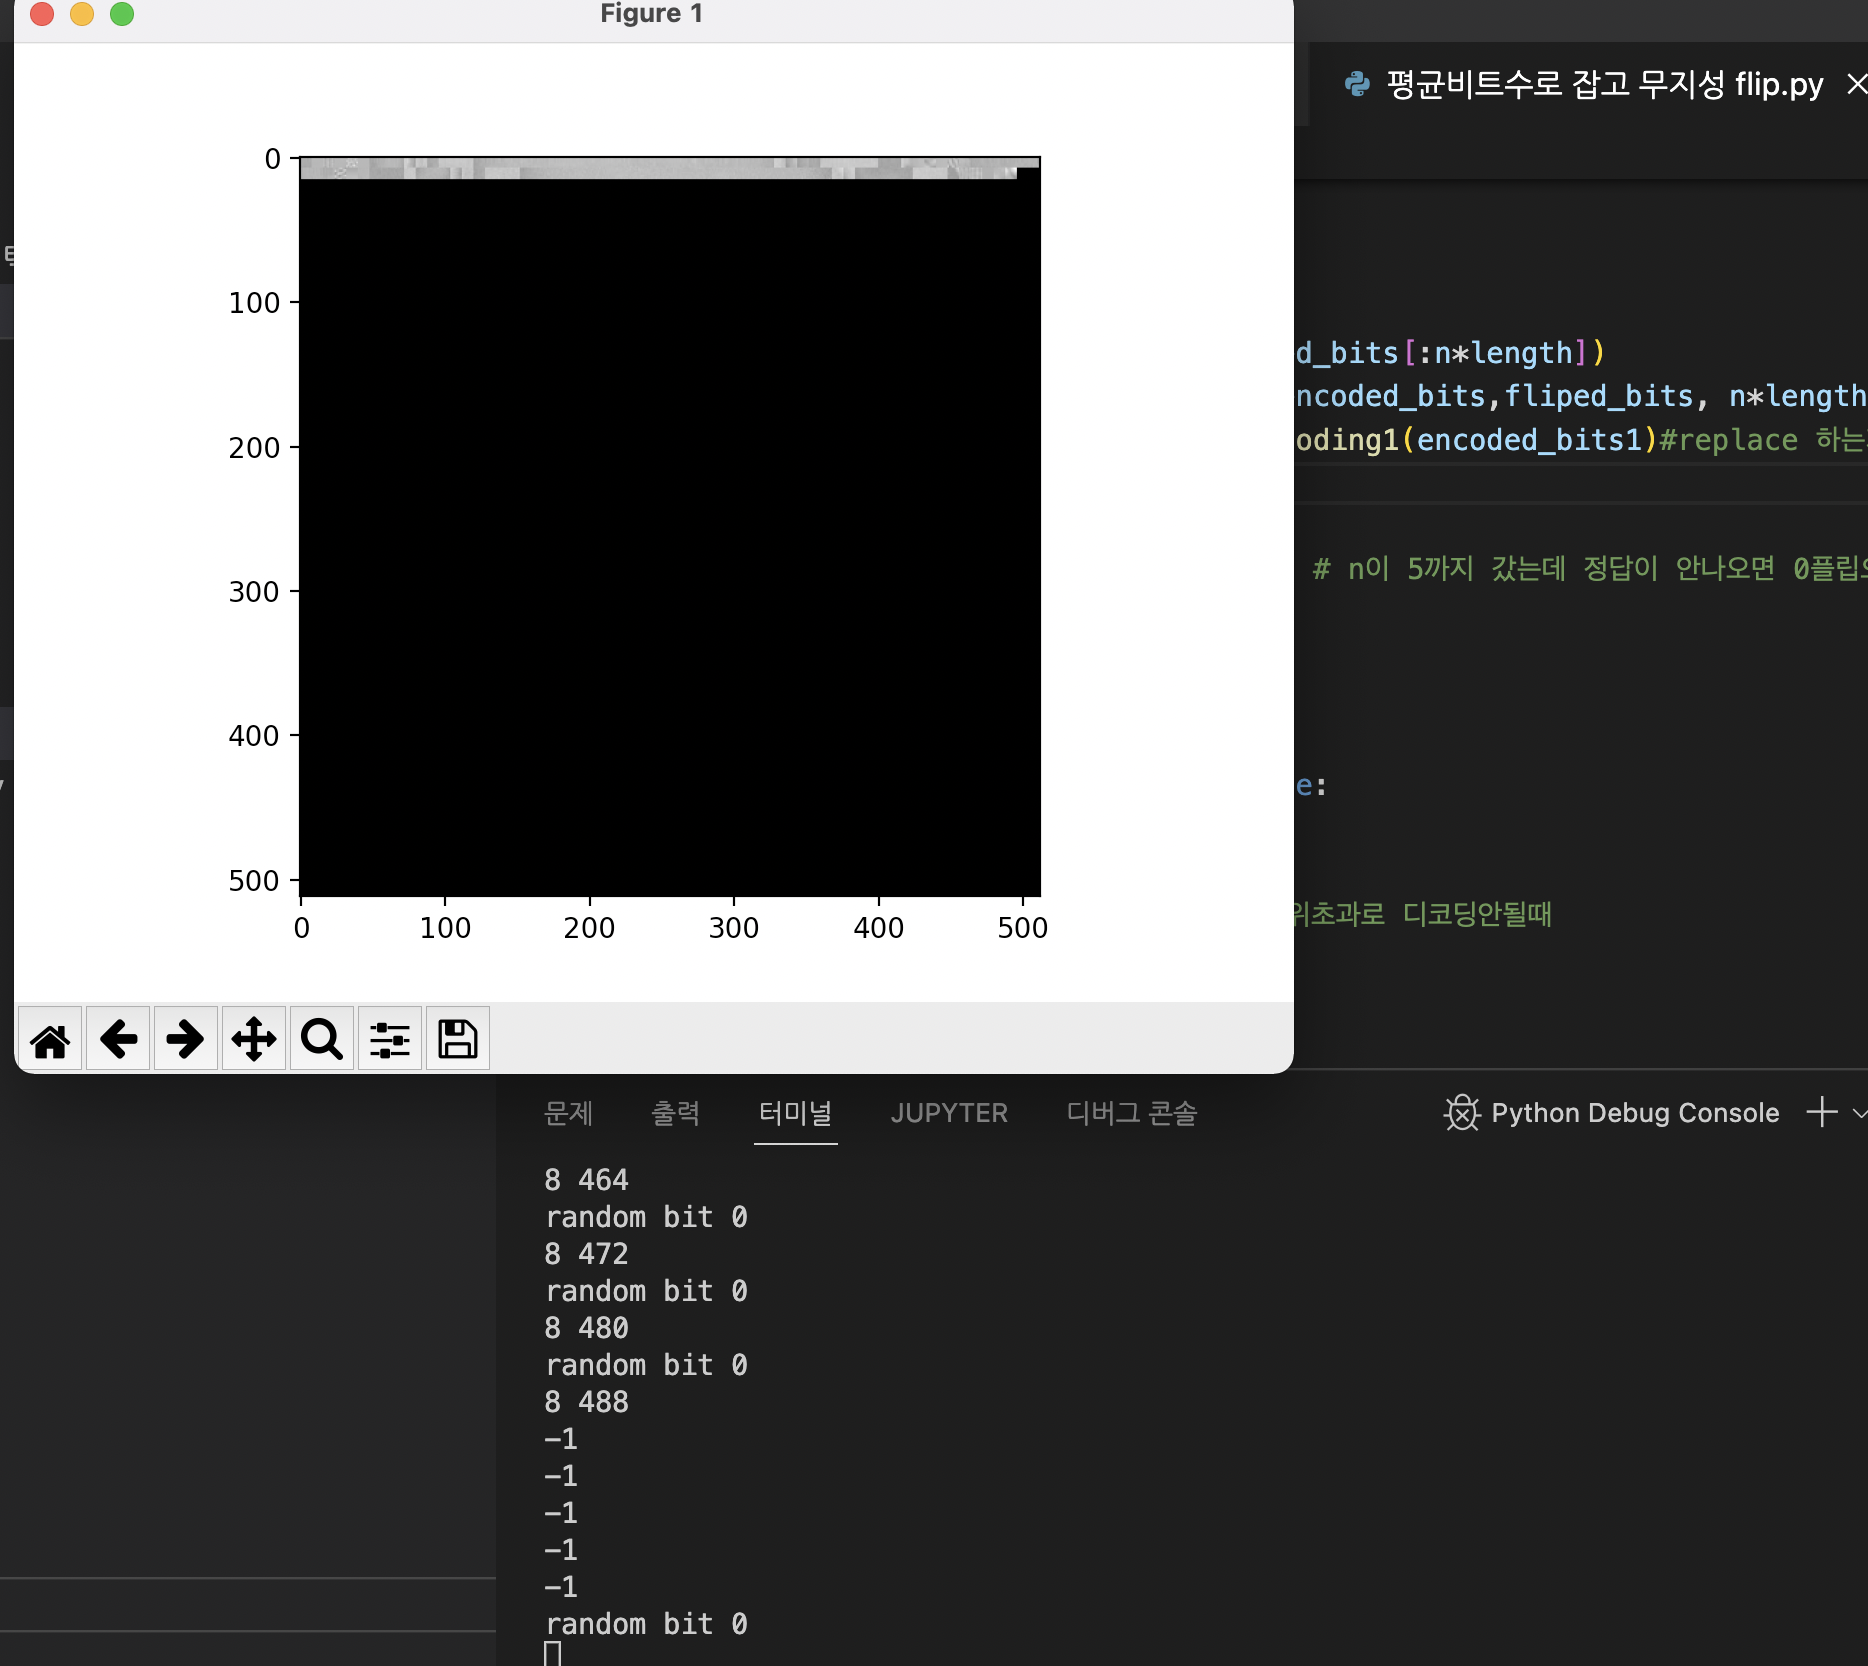 Figure 1
평균비트수로 잡고 무지성 flip.py
0
100
200
300
400
500
0 100 200 300 400 500
d_bits[:n*length])
ncoded_bits,fliped_bits, n*length
oding1(encoded_bits1)#replace 하는
# n이 5까지 갔는데 정답이 안나오면 0플립으
e:
위초과로 디코딩안될때
문제 출력 터미널 JUPYTER 디버그 콘솔 Python Debug Console
8 464
random bit 0
8 472
random bit 0
8 480
random bit 0
8 488
-1
-1
-1
-1
-1
random bit 0